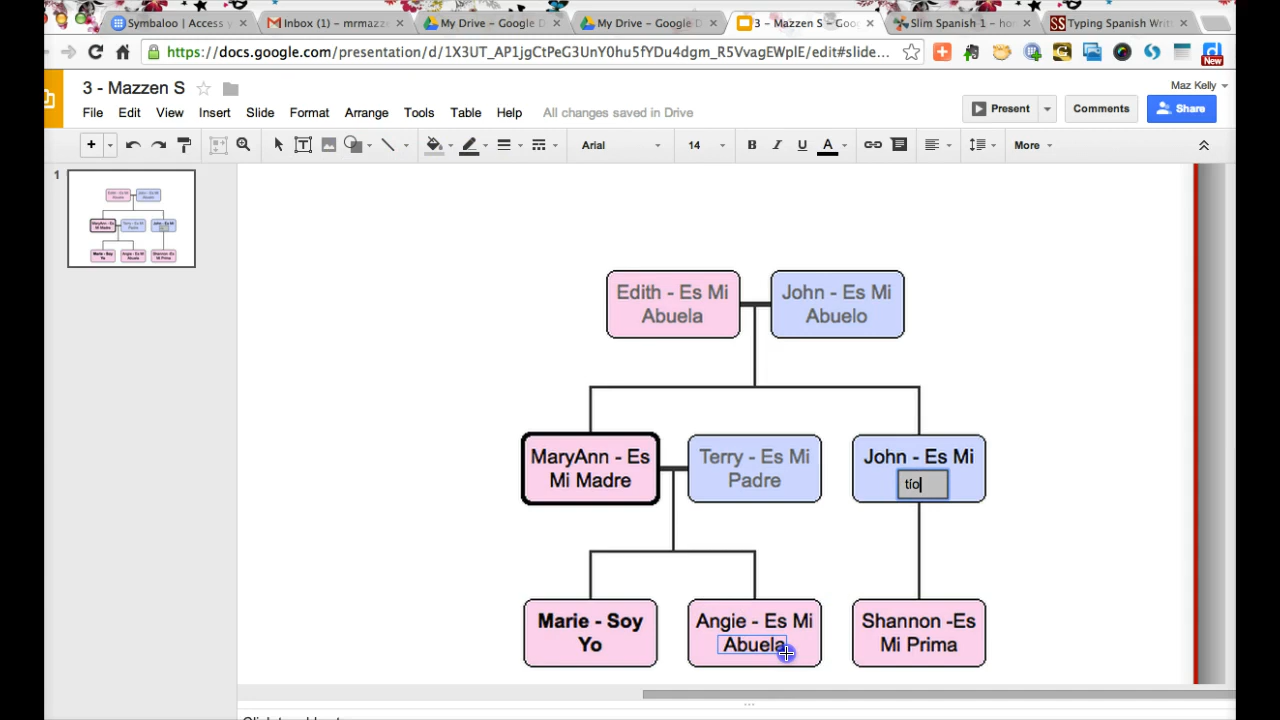 Symbaloo | Access y
Inbox (1) – mrmazze
My Drive – Google D
My Drive – Google D
3 – Mazzen S – Goo
Slim Spanish 1 – ho
Typing Spanish Writ
https://docs.google.com/presentation/d/1X3UT_AP1jgCtPeG3UnY0hu5fYDu4dgm_R5VvagEWplE/edit#slide...
New
3 - Mazzen S
Maz Kelly
File Edit View Insert Slide Format Arrange Tools Table Help All changes saved in Drive
Present
Comments
Share
Arial
14
B I U A
More
1
Edith - Es Mi
Abuela
John - Es Mi
Abuelo
MaryAnn - Es
Mi Madre
Terry - Es Mi
Padre
John - Es Mi
tío
Marie - Soy
Yo
Angie - Es Mi
Abuela
Shannon -Es
Mi Prima